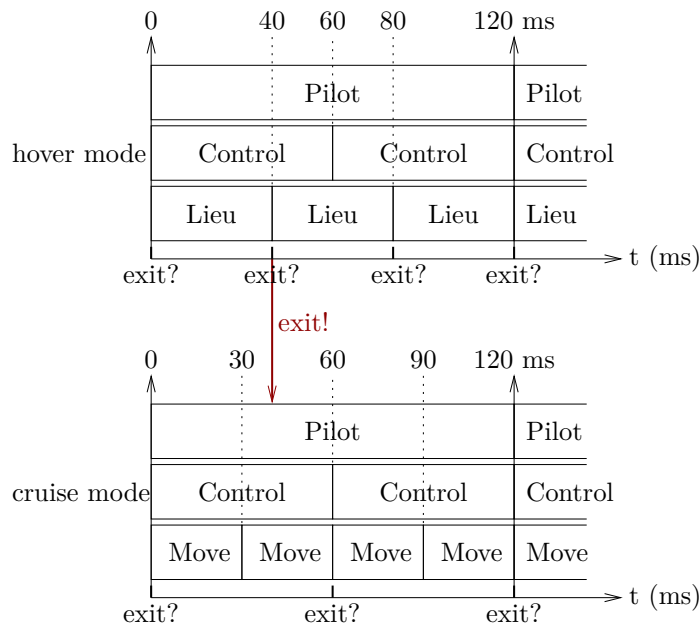 0 40 60 80 120 ms
Pilot Pilot
hover mode Control Control Control
Lieu Lieu Lieu Lieu
t (ms)
exit? exit? exit? exit?
exit!
0 30 60 90 120 ms
Pilot Pilot
cruise mode Control Control Control
Move Move Move Move Move
t (ms)
exit? exit? exit?